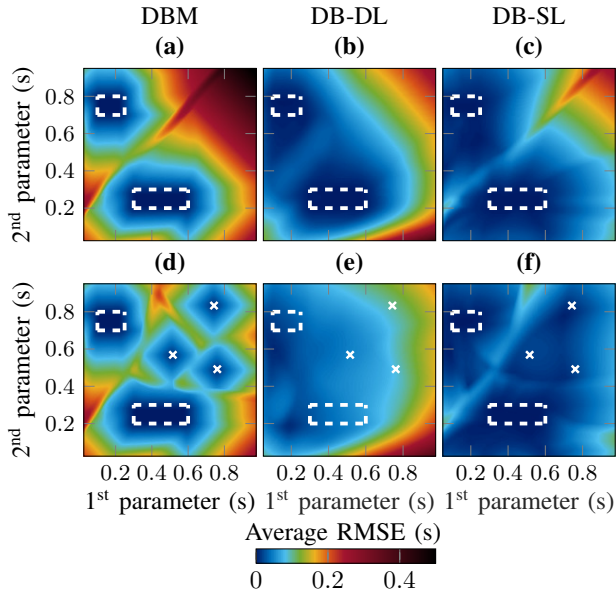 DBM DB-DL DB-SL
(a) (b) (c)
2nd parameter (s)
0.8
0.6
0.4
0.2
(d) (e) (f)
2nd parameter (s)
0.8
0.6
0.4
0.2
0.2 0.4 0.6 0.8 0.2 0.4 0.6 0.8 0.2 0.4 0.6 0.8
1st parameter (s) 1st parameter (s) 1st parameter (s)
Average RMSE (s)
0 0.2 0.4